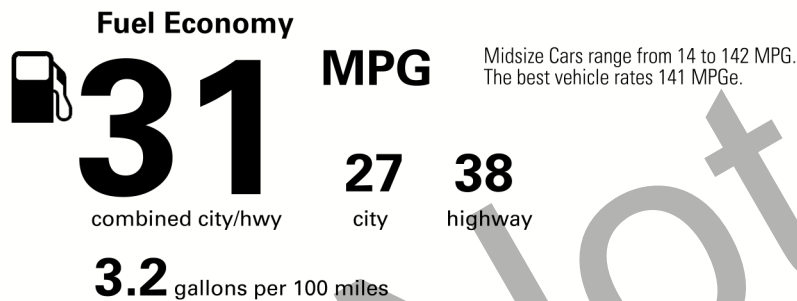 Fuel Economy
31 MPG
Midsize Cars range from 14 to 142 MPG.
The best vehicle rates 141 MPGe.
27 38
combined city/hwy city highway
3.2 gallons per 100 miles
Not